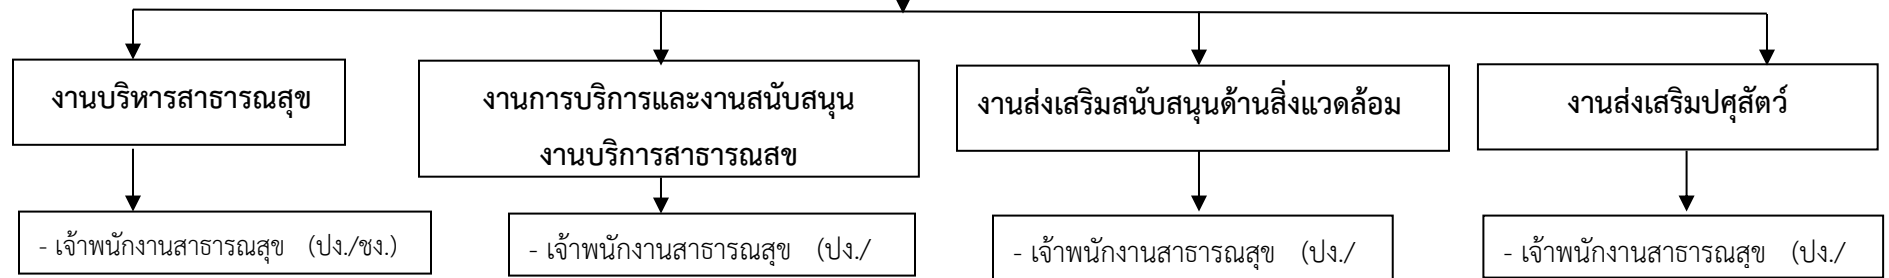 งานบริหารสาธารณสุข
งานการบริการและงานสนับสนุน
งานบริการสาธารณสข
งานส่งเสริมสนับสนุนด้านสิ่งแวดล้อม
งานส่งเสริมปศุสัตว์
- เจ้าพนักงานสาธารณสุข (ปง./ชง.)
- เจ้าพนักงานสาธารณสุข (ปง./
- เจ้าพนักงานสาธารณสุข (ปง./
- เจ้าพนักงานสาธารณสุข (ปง./